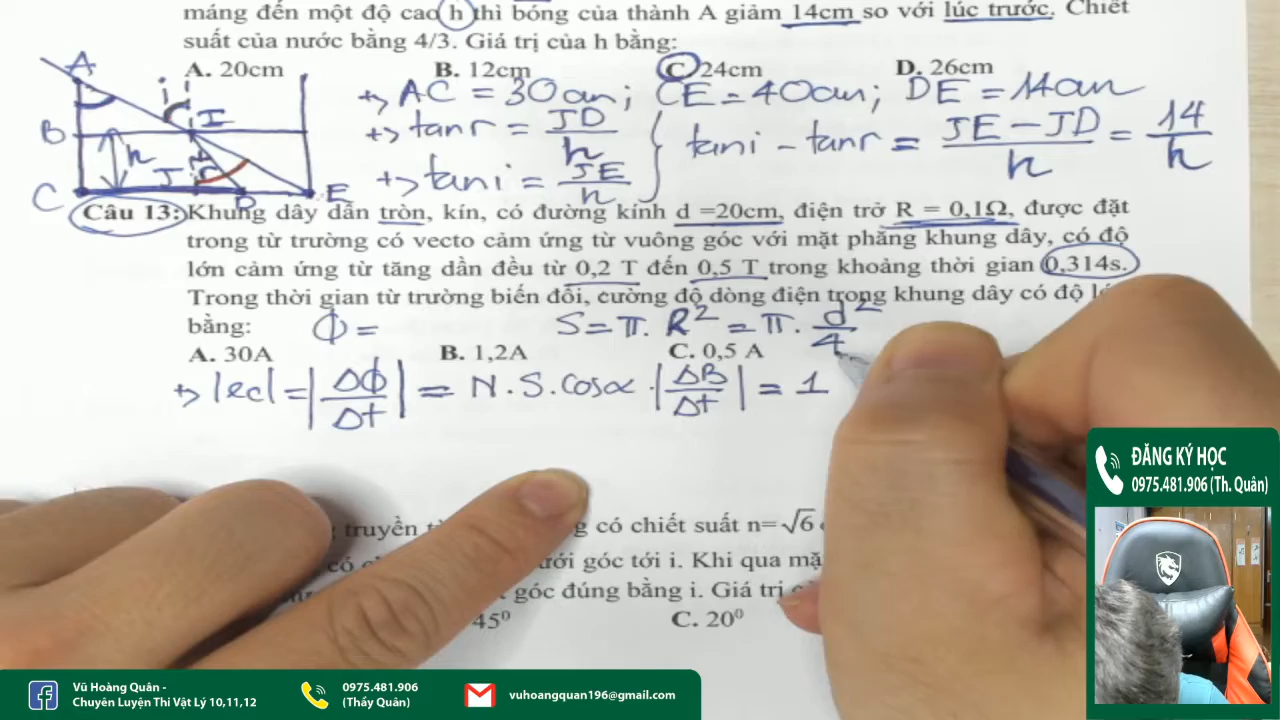 máng đến một độ cao h thì bóng của thành A giảm 14cm so với lúc trước. Chiết
suất của nước bằng 4/3. Giá trị của h bằng:
A. 20cm B. 12cm C 24cm D. 26cm
A i I B h J r C D E
↪ AC = 30cm; CE = 40cm; DE = 14cm
↪ tanr = JD/h
↪ tani = JE/h
tani - tanr = (JE - JD)/h = 14/h
Câu 13: Khung dây dẫn tròn, kín, có đường kính d =20cm, điện trở R = 0,1Ω, được đặt
trong từ trường có vecto cảm ứng từ vuông góc với mặt phẳng khung dây, có độ
lớn cảm ứng từ tăng dần đều từ 0,2 T đến 0,5 T trong khoảng thời gian 0,314s.
Trong thời gian từ trường biến đổi, cường độ dòng điện trong khung dây có độ
bằng: Φ = S = π. R² = π. d²/4
A. 30A B. 1,2A C. 0,5 A
↪ |ec| = |ΔΦ/Δt| = N.S.cosα.|ΔB/Δt| = 1
truyền có chiết suất n=√6
góc tới i. Khi qua
góc đúng bằng i. Giá trị
45⁰ C. 20⁰
ĐĂNG KÝ HỌC
0975.481.906 (Th. Quân)
Vũ Hoàng Quân -
Chuyên Luyện Thi Vật Lý 10,11,12
0975.481.906
(Thầy Quân)
vuhoangquan196@gmail.com